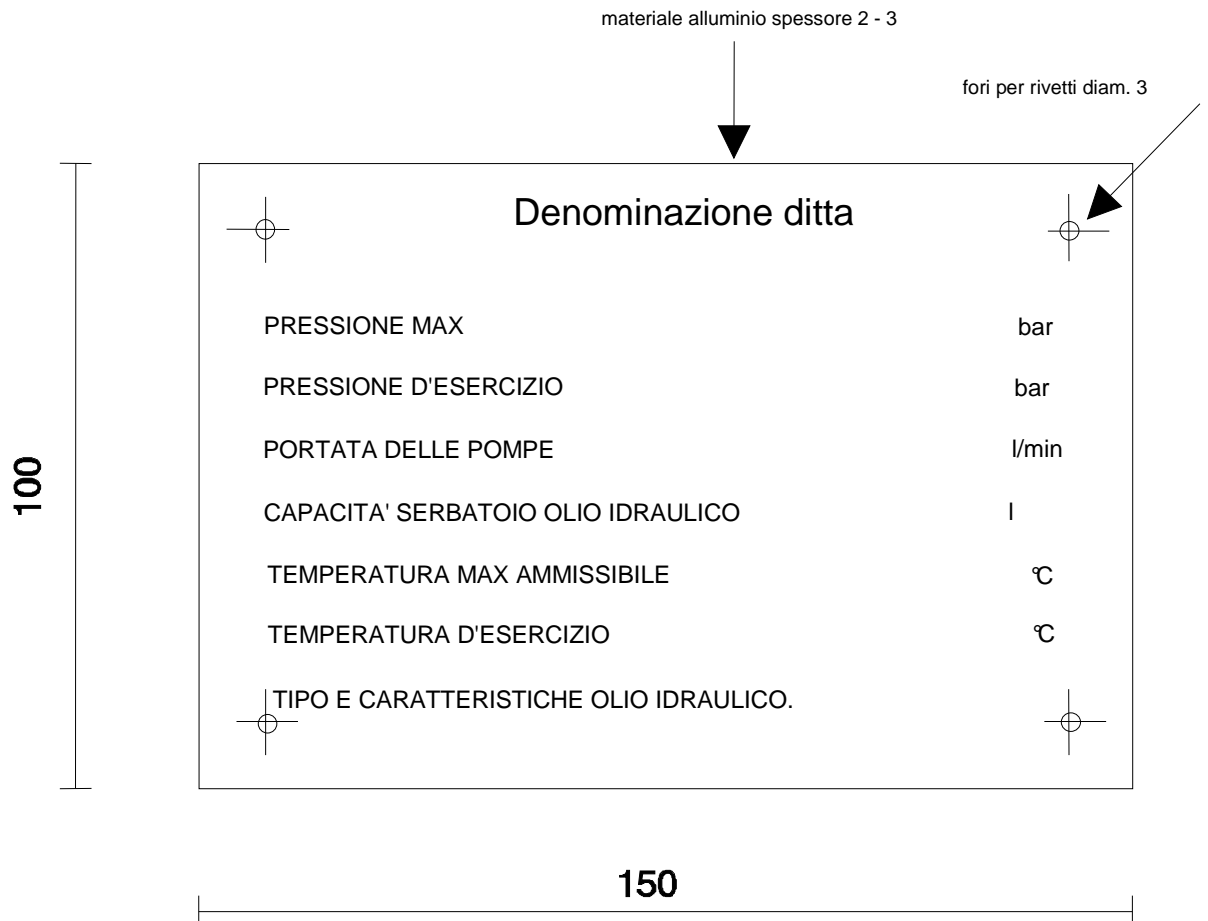 materiale alluminio spessore 2 - 3
fori per rivetti diam. 3
Denominazione ditta
PRESSIONE MAX bar
PRESSIONE D'ESERCIZIO bar
PORTATA DELLE POMPE l/min
CAPACITA' SERBATOIO OLIO IDRAULICO l
TEMPERATURA MAX AMMISSIBILE °C
TEMPERATURA D'ESERCIZIO °C
TIPO E CARATTERISTICHE OLIO IDRAULICO.
100
150